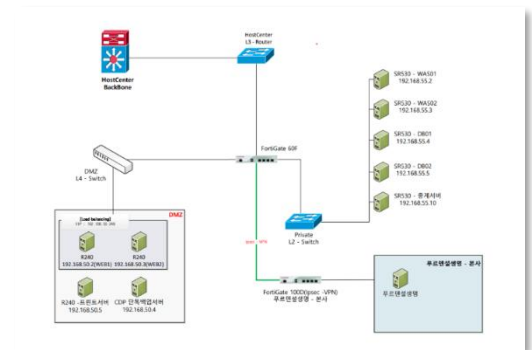 HostCenter
L3 - Router
HostCenter
BackBone
SR530 - WAS01
192.168.55.2
SR530 - WAS02
192.168.55.3
FortiGate 60F
SR530 - DB01
192.168.55.4
DMZ
L4 - Switch
SR530 - DB02
192.168.55.5
SR530 - 중계서버
192.168.55.10
[Load balancing]
DMZ
Private
L2 - Switch
R240
192.168.50.2(WEB1)
R240
192.168.50.3(WEB2)
R240 -프린트서버
192.168.50.5
CDP 단독백업서버
192.168.50.4
FortiGate 100D(ipsec -VPN)
푸르덴셜생명 - 본사
푸르덴셜생명 - 본사
푸르덴셜생명